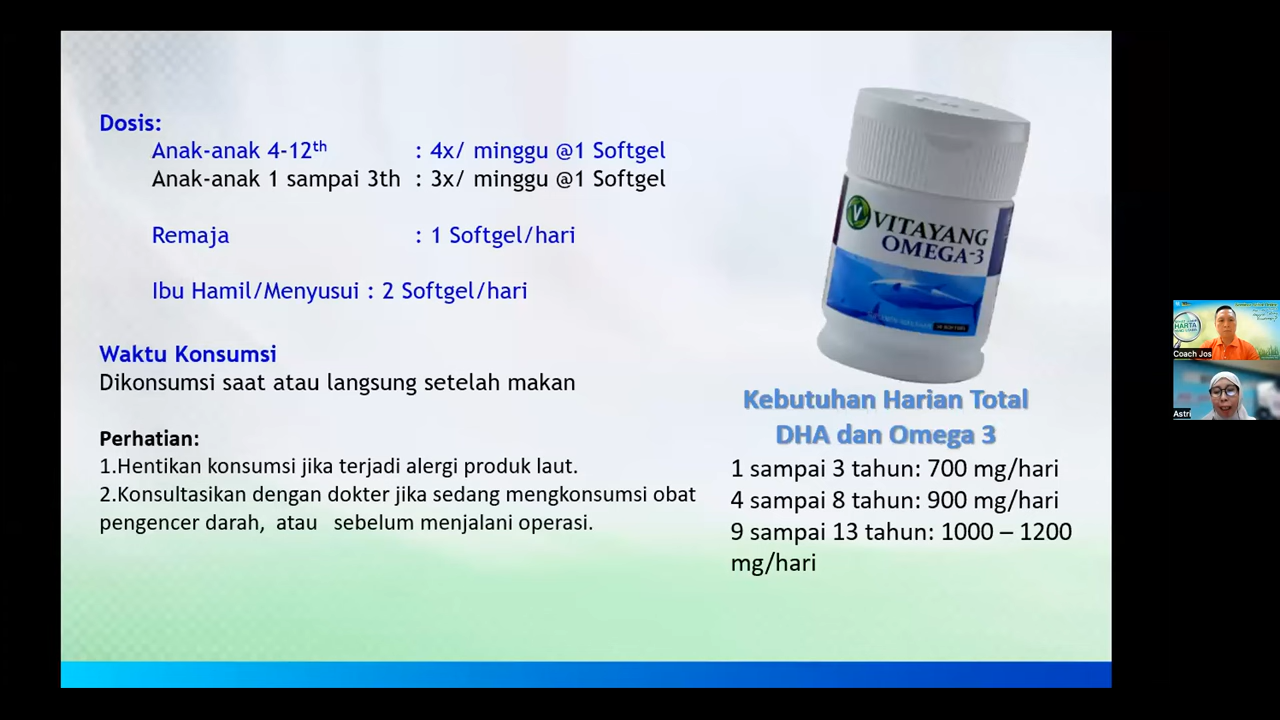 Dosis:
Anak-anak 4-12th : 4x/ minggu @1 Softgel
Anak-anak 1 sampai 3th : 3x/ minggu @1 Softgel
Remaja : 1 Softgel/hari
Ibu Hamil/Menyusui : 2 Softgel/hari
Waktu Konsumsi
Dikonsumsi saat atau langsung setelah makan
Perhatian:
1.Hentikan konsumsi jika terjadi alergi produk laut.
2.Konsultasikan dengan dokter jika sedang mengkonsumsi obat
pengencer darah, atau sebelum menjalani operasi.
V VITAYANG
OMEGA-3
Kebutuhan Harian Total
DHA dan Omega 3
1 sampai 3 tahun: 700 mg/hari
4 sampai 8 tahun: 900 mg/hari
9 sampai 13 tahun: 1000 – 1200
mg/hari
HARTA
Coach Jos
Astri